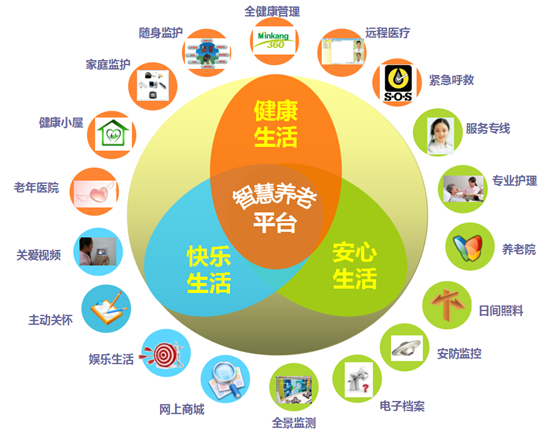 全健康管理
随身监护
远程医疗
家庭监护
紧急呼救
健康小屋
服务专线
老年医院
专业护理
关爱视频
养老院
主动关怀
日间照料
娱乐生活
安防监控
网上商城
电子档案
全景监测
Minkang
360
S.O.S
健康
生活
智慧养老
平台
快乐
生活
安心
生活